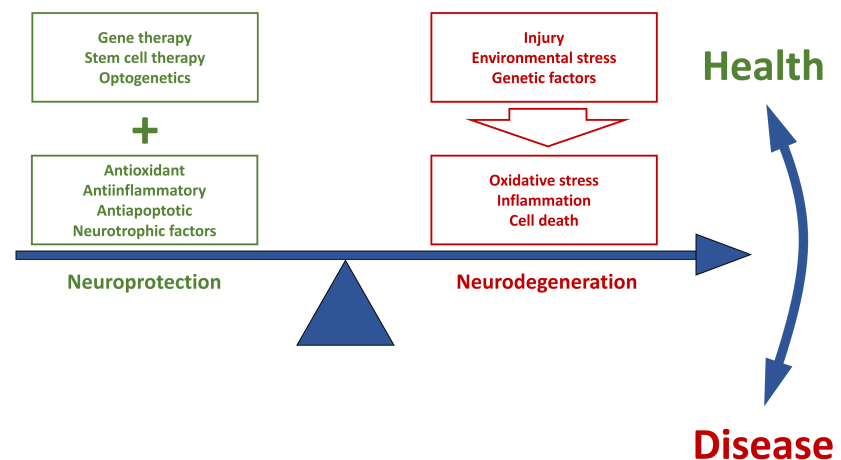 Gene therapy
Stem cell therapy
Optogenetics
+
Antioxidant
Antiinflammatory
Antiapoptotic
Neurotrophic factors
Neuroprotection
Injury
Environmental stress
Genetic factors
Oxidative stress
Inflammation
Cell death
Neurodegeneration
Health
Disease